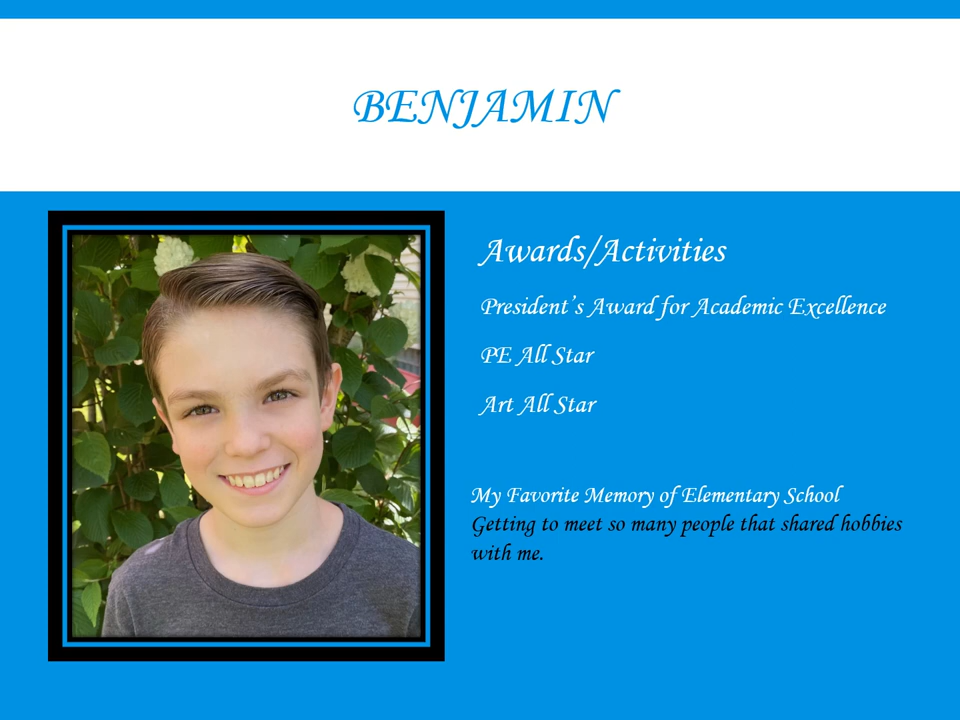 BENJAMIN
Awards/Activities
President’s Award for Academic Excellence
PE All Star
Art All Star
My Favorite Memory of Elementary School
Getting to meet so many people that shared hobbies
with me.